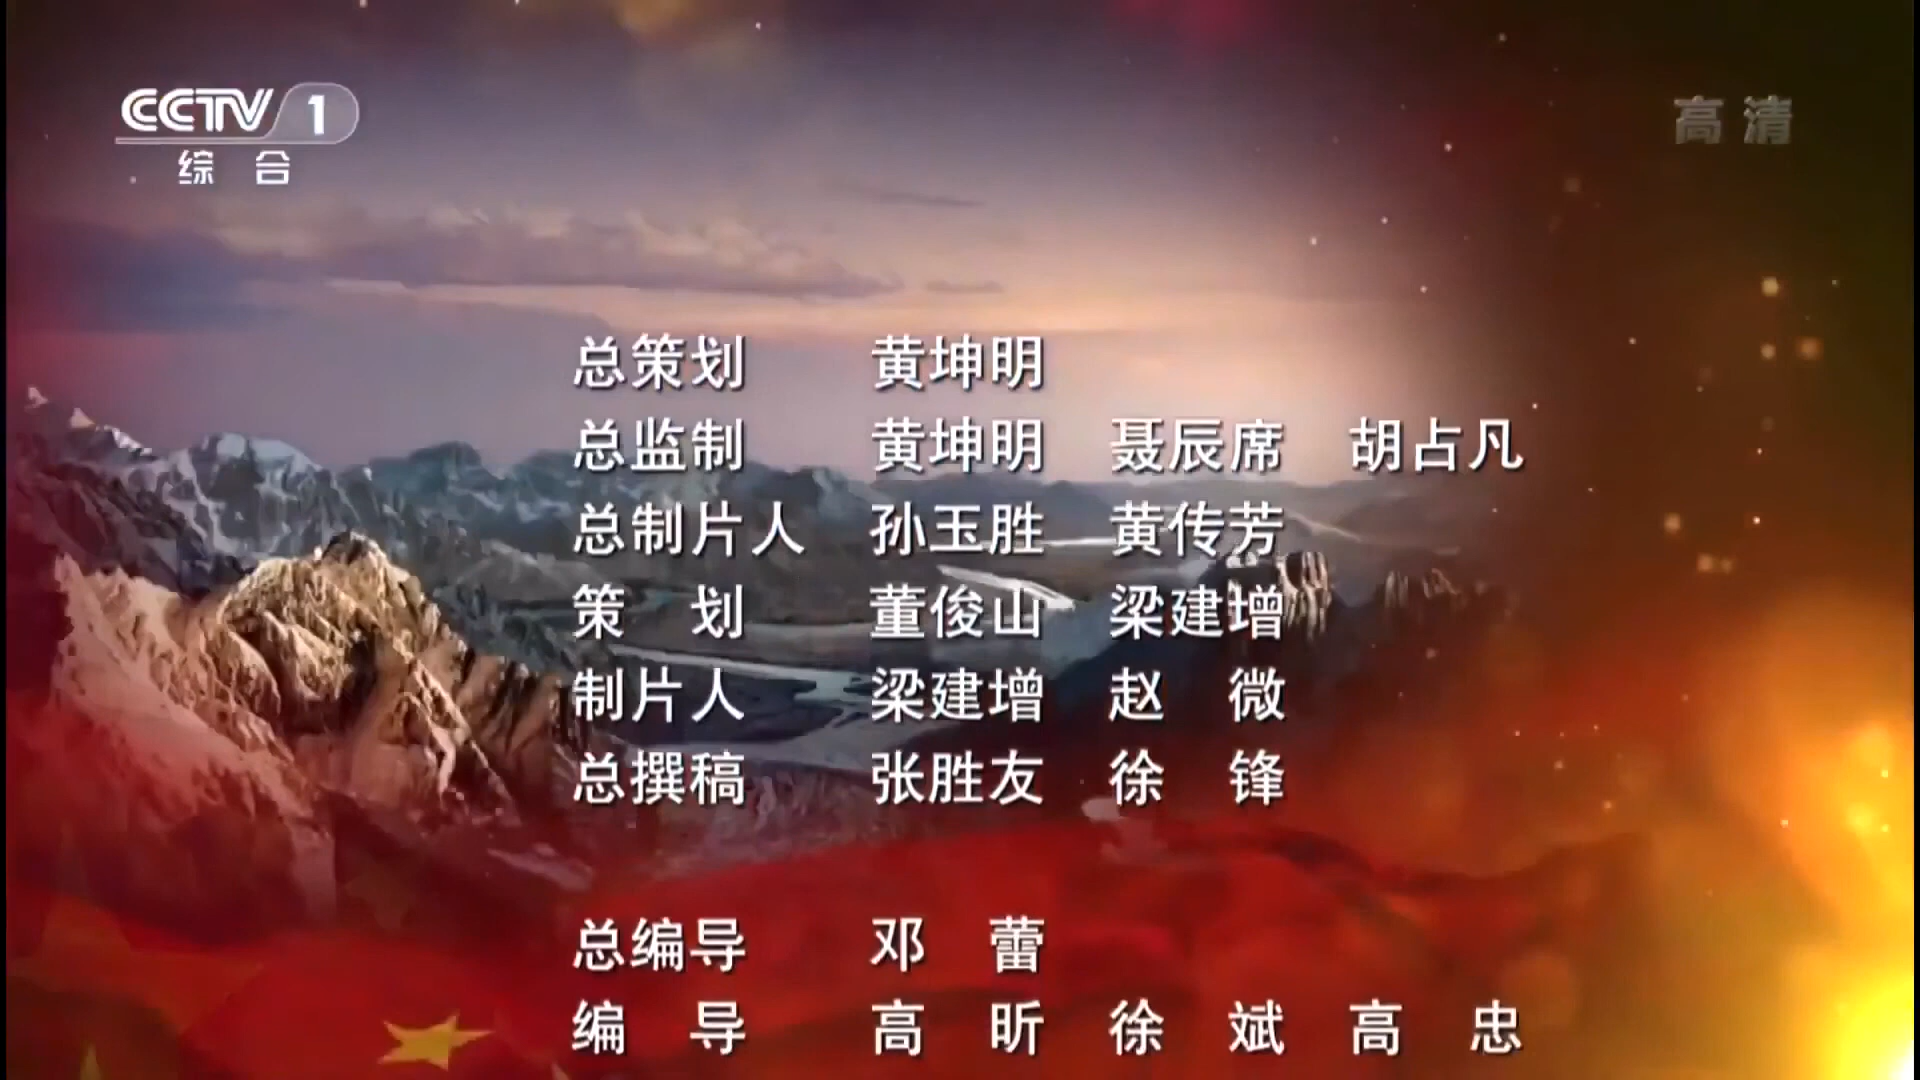 CCTV 1
综 合
高 清
总策划 黄坤明
总监制 黄坤明 聂辰席 胡占凡
总制片人 孙玉胜 黄传芳
策 划 董俊山 梁建增
制片人 梁建增 赵 微
总撰稿 张胜友 徐 锋
总编导 邓 蕾
编 导 高 昕 徐 斌 高 忠